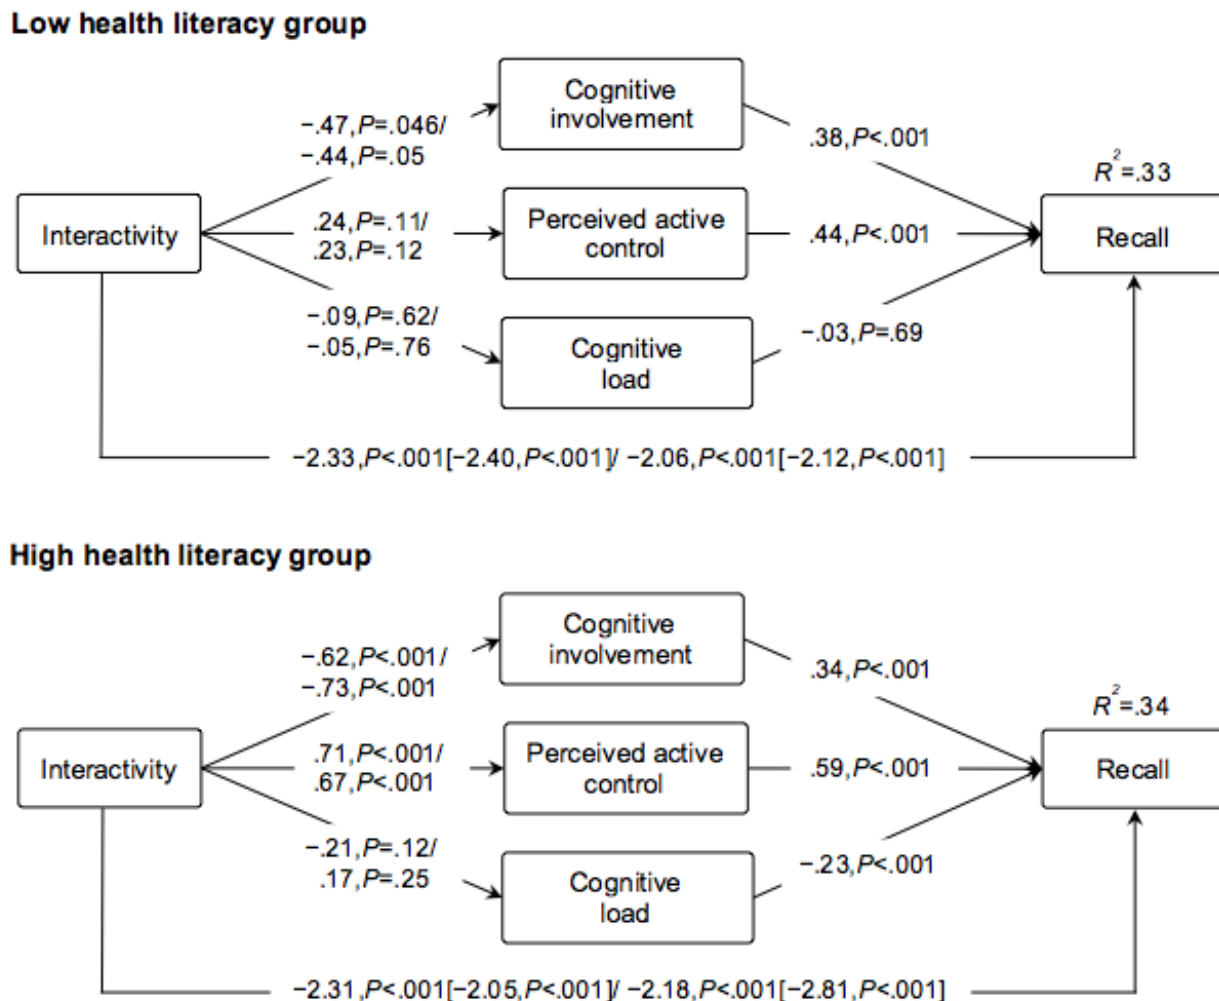 Low health literacy group
Cognitive
involvement
−.47,P=.046/
−.44,P=.05
.38,P<.001
R²=.33
Interactivity
.24,P=.11/
.23,P=.12
Perceived active
control
.44,P<.001
Recall
−.09,P=.62/
−.05,P=.76
Cognitive
load
−.03,P=.69
−2.33,P<.001[−2.40,P<.001]/ −2.06,P<.001[−2.12,P<.001]
High health literacy group
Cognitive
involvement
−.62,P<.001/
−.73,P<.001
.34,P<.001
R²=.34
Interactivity
.71,P<.001/
.67,P<.001
Perceived active
control
.59,P<.001
Recall
−.21,P=.12/
.17,P=.25
Cognitive
load
−.23,P<.001
−2.31,P<.001[−2.05,P<.001]/ −2.18,P<.001[−2.81,P<.001]